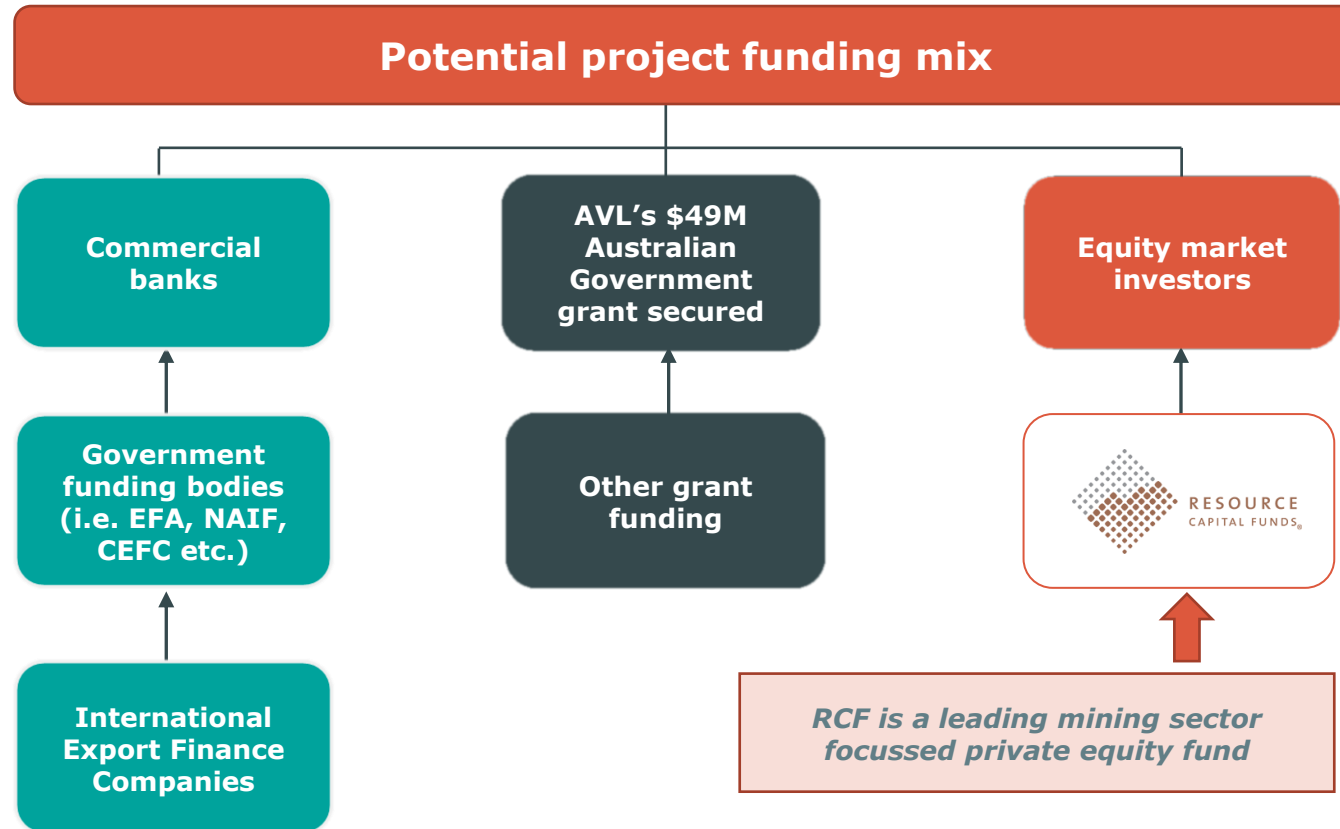 Potential project funding mix
Commercial
banks
AVL’s $49M
Australian
Government
grant secured
Equity market
investors
Government
funding bodies
(i.e. EFA, NAIF,
CEFC etc.)
Other grant
funding
RESOURCE
CAPITAL FUNDS®
International
Export Finance
Companies
RCF is a leading mining sector
focussed private equity fund